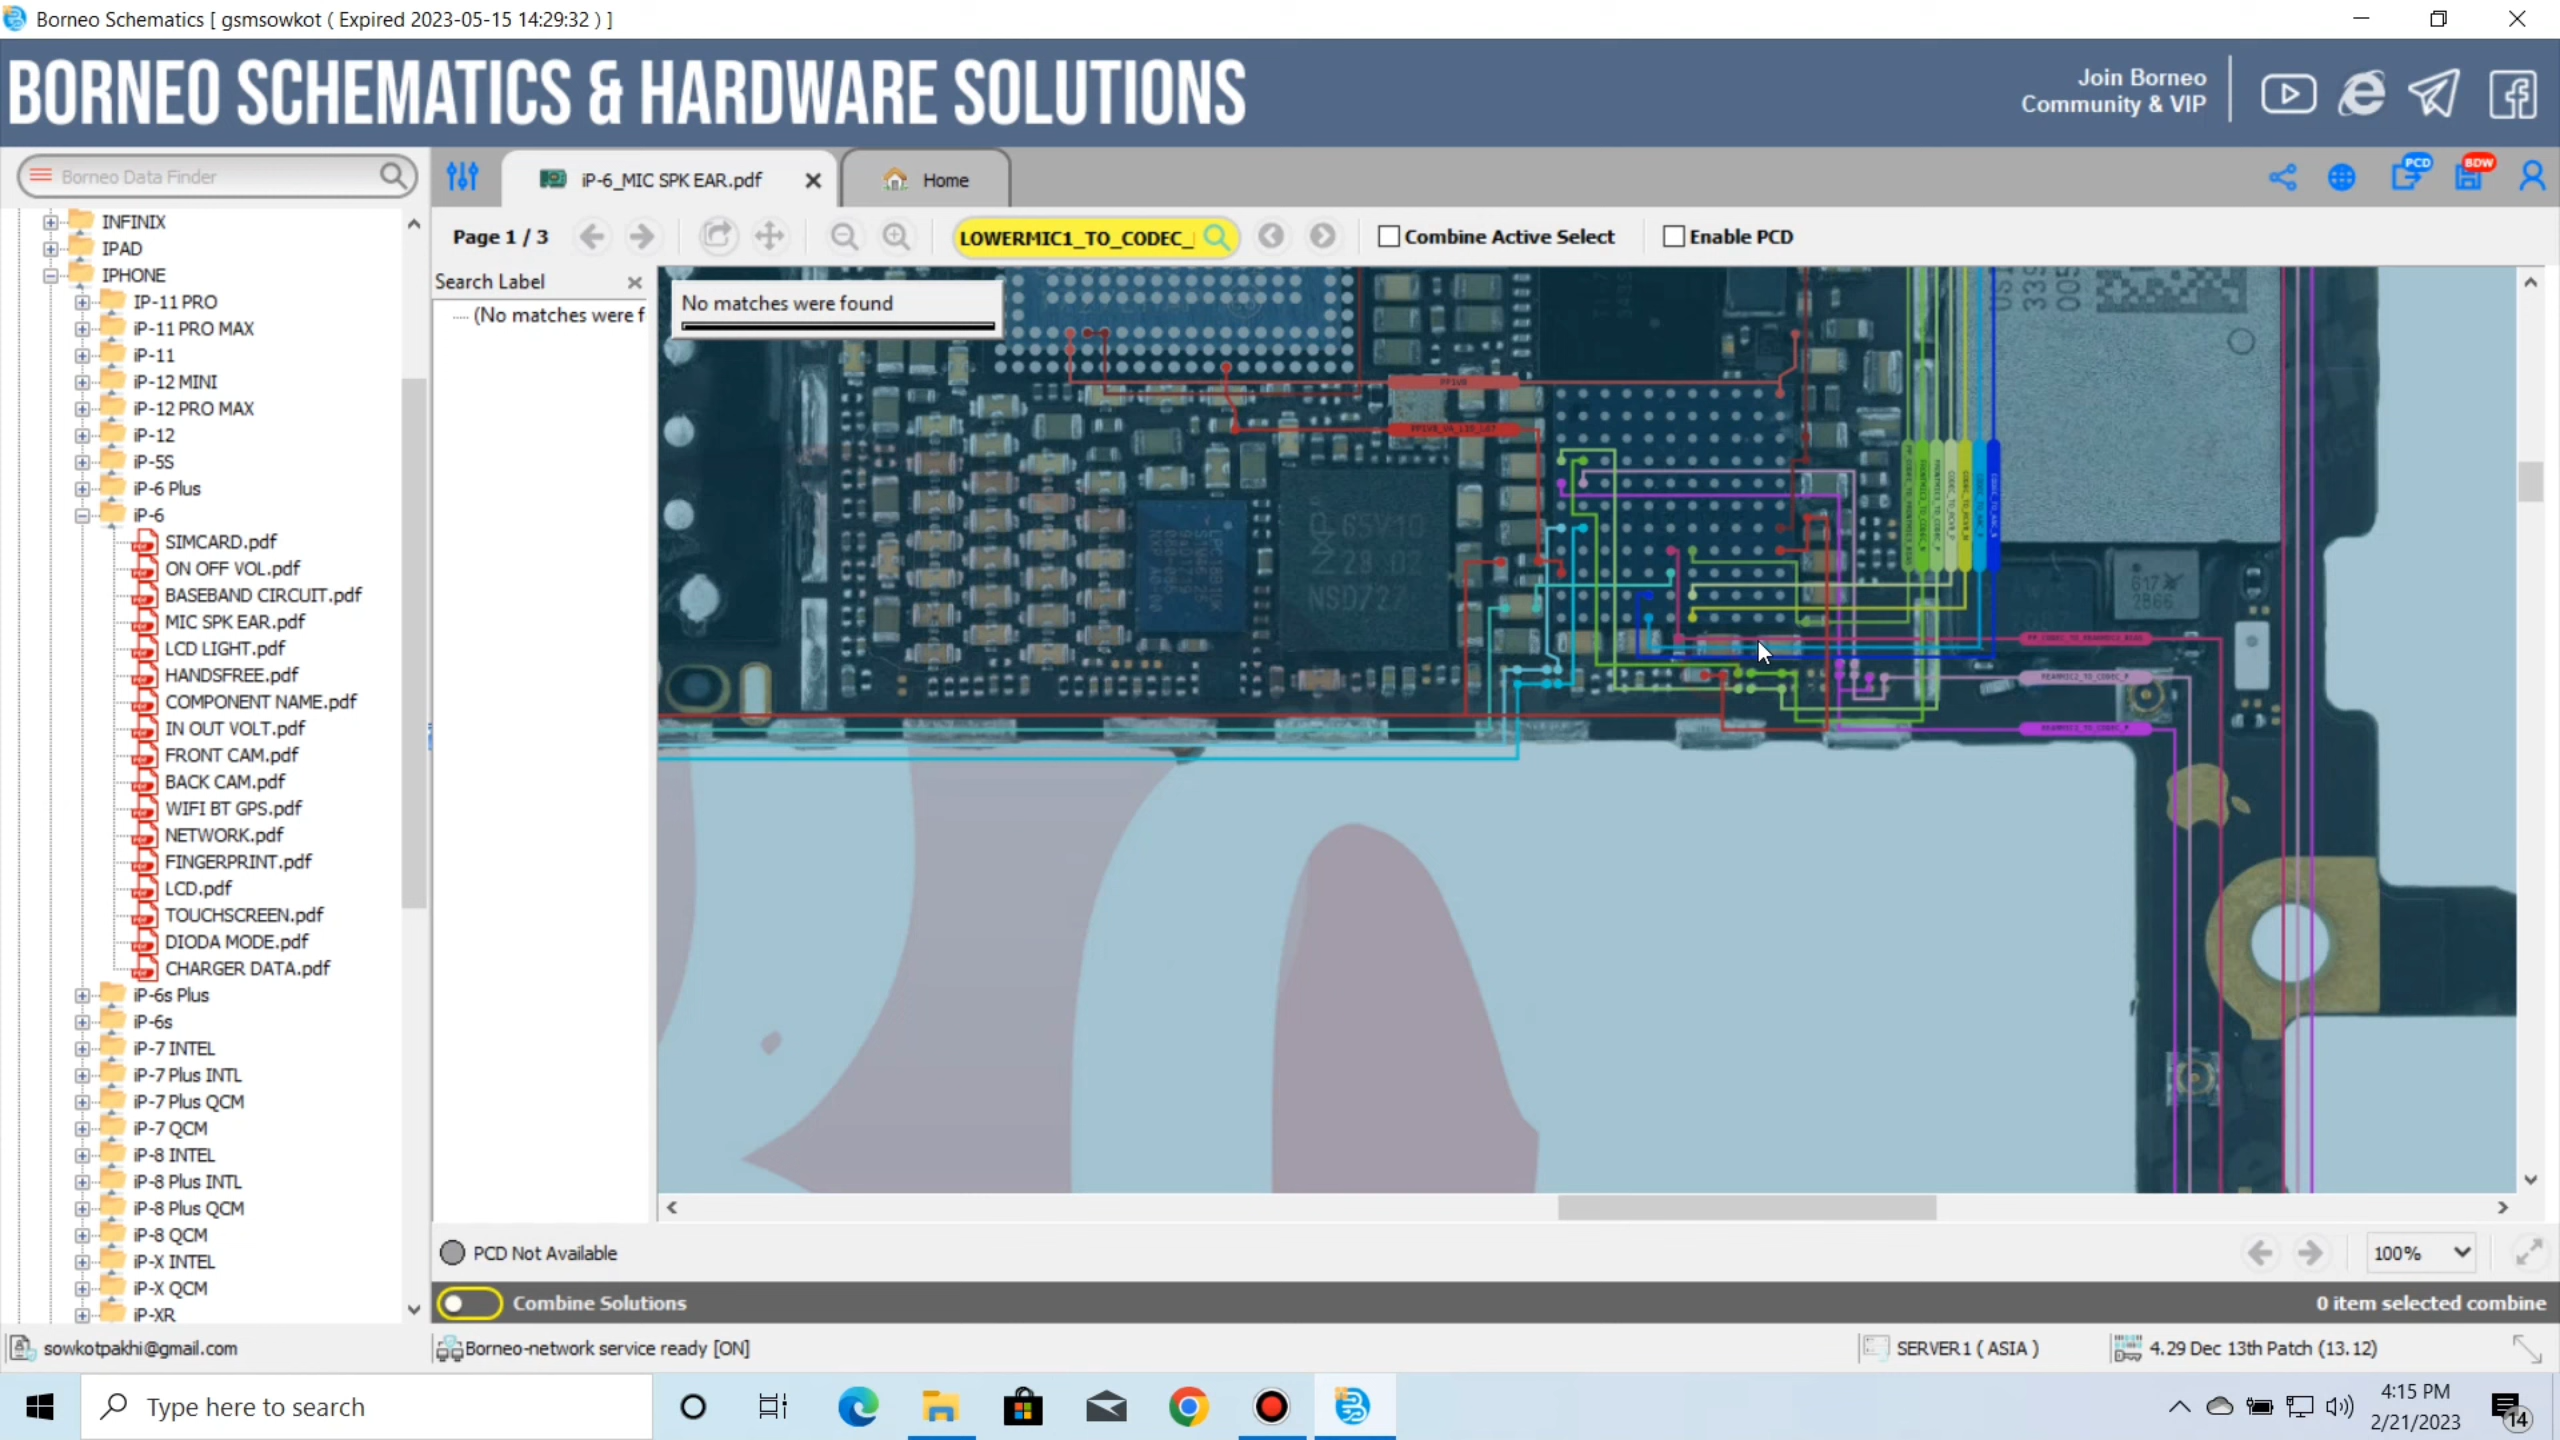 Borneo Schematics [ gsmsowkot ( Expired 2023-05-15 14:29:32 ) ]
BORNEO SCHEMATICS & HARDWARE SOLUTIONS
Join Borneo
Community & VIP
Borneo Data Finder
iP-6_MIC SPK EAR.pdf
Home
PCD
BDW
Page 1 / 3
LOWERMIC1_TO_CODEC_
Combine Active Select
Enable PCD
Search Label
(No matches were f
No matches were found
INFINIX
IPAD
IPHONE
IP-11 PRO
iP-11 PRO MAX
iP-11
iP-12 MINI
iP-12 PRO MAX
iP-12
iP-5S
iP-6 Plus
iP-6
SIMCARD.pdf
ON OFF VOL.pdf
BASEBAND CIRCUIT.pdf
MIC SPK EAR.pdf
LCD LIGHT.pdf
HANDSFREE.pdf
COMPONENT NAME.pdf
IN OUT VOLT.pdf
FRONT CAM.pdf
BACK CAM.pdf
WIFI BT GPS.pdf
NETWORK.pdf
FINGERPRINT.pdf
LCD.pdf
TOUCHSCREEN.pdf
DIODA MODE.pdf
CHARGER DATA.pdf
iP-6s Plus
iP-6s
iP-7 INTEL
iP-7 Plus INTL
iP-7 Plus QCM
iP-7 QCM
iP-8 INTEL
iP-8 Plus INTL
iP-8 Plus QCM
iP-8 QCM
iP-X INTEL
iP-X QCM
iP-XR
PP1V8
65V10
28 02
NSD727
PCD Not Available
100%
Combine Solutions
0 item selected combine
sowkotpakhi@gmail.com
Borneo-network service ready [ON]
SERVER1 ( ASIA )
4.29 Dec 13th Patch (13.12)
Type here to search
4:15 PM
2/21/2023
14